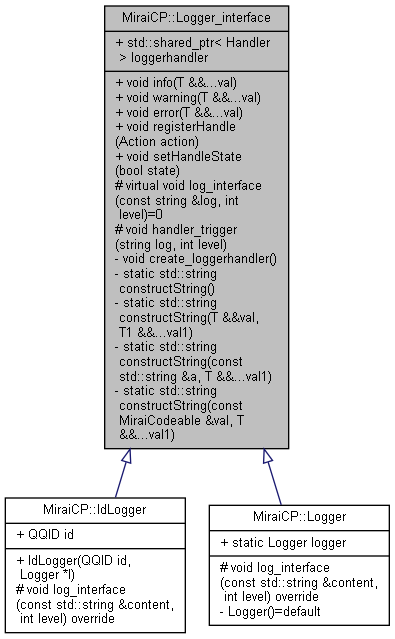 MiraiCP::Logger_interface
+ std::shared_ptr< Handler
> loggerhandler
+ void info(T &&...val)
+ void warning(T &&...val)
+ void error(T &&...val)
+ void registerHandle
(Action action)
+ void setHandleState
(bool state)
# virtual void log_interface
(const string &log, int
level)=0
# void handler_trigger
(string log, int level)
- void create_loggerhandler()
- static std::string
constructString()
- static std::string
constructString(T &&val,
T1 &&...val1)
- static std::string
constructString(const
std::string &a, T &&...val1)
- static std::string
constructString(const
MiraiCodeable &val, T
&&...val1)
MiraiCP::IdLogger
+ QQID id
+ IdLogger(QQID id,
Logger *l)
# void log_interface
(const std::string &content,
int level) override
MiraiCP::Logger
+ static Logger logger
# void log_interface
(const std::string &content,
int level) override
- Logger()=default